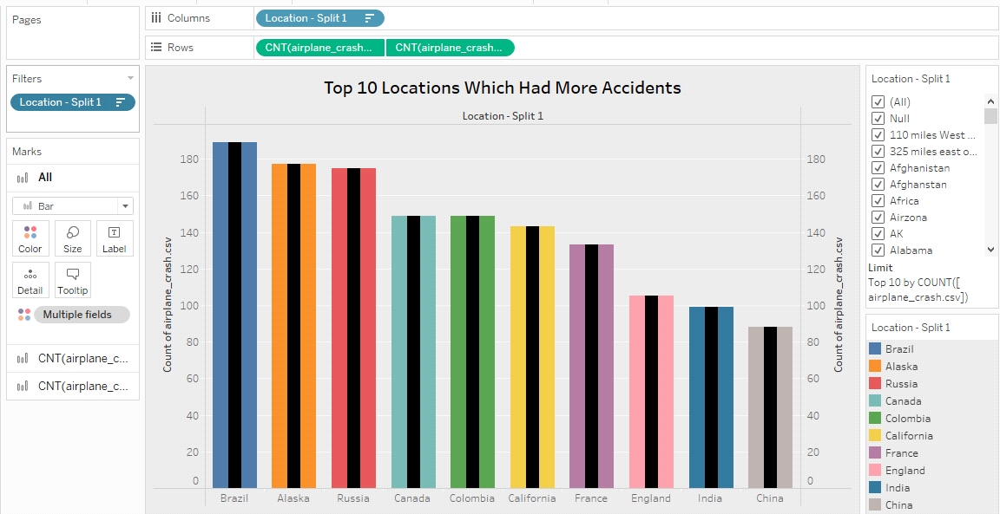 Pages
Columns
Location - Split 1
Rows
CNT(airplane_crash...
CNT(airplane_crash...
Filters
Location - Split 1
Marks
All
Bar
Color
Size
Label
Detail
Tooltip
Multiple fields
CNT(airplane_c...
CNT(airplane_c...
Top 10 Locations Which Had More Accidents
Location - Split 1
Count of airplane_crash.csv
180
160
140
120
100
80
60
40
20
0
Brazil
Alaska
Russia
Canada
Colombia
California
France
England
India
China
180
160
140
120
100
80
60
40
20
0
Count of airplane_crash.csv
Location - Split 1
(All)
Null
110 miles West ...
325 miles east o...
Afghanistan
Afghanstan
Africa
Airzona
AK
Alabama
Limit
Top 10 by COUNT([
airplane_crash.csv])
Location - Split 1
Brazil
Alaska
Russia
Canada
Colombia
California
France
England
India
China